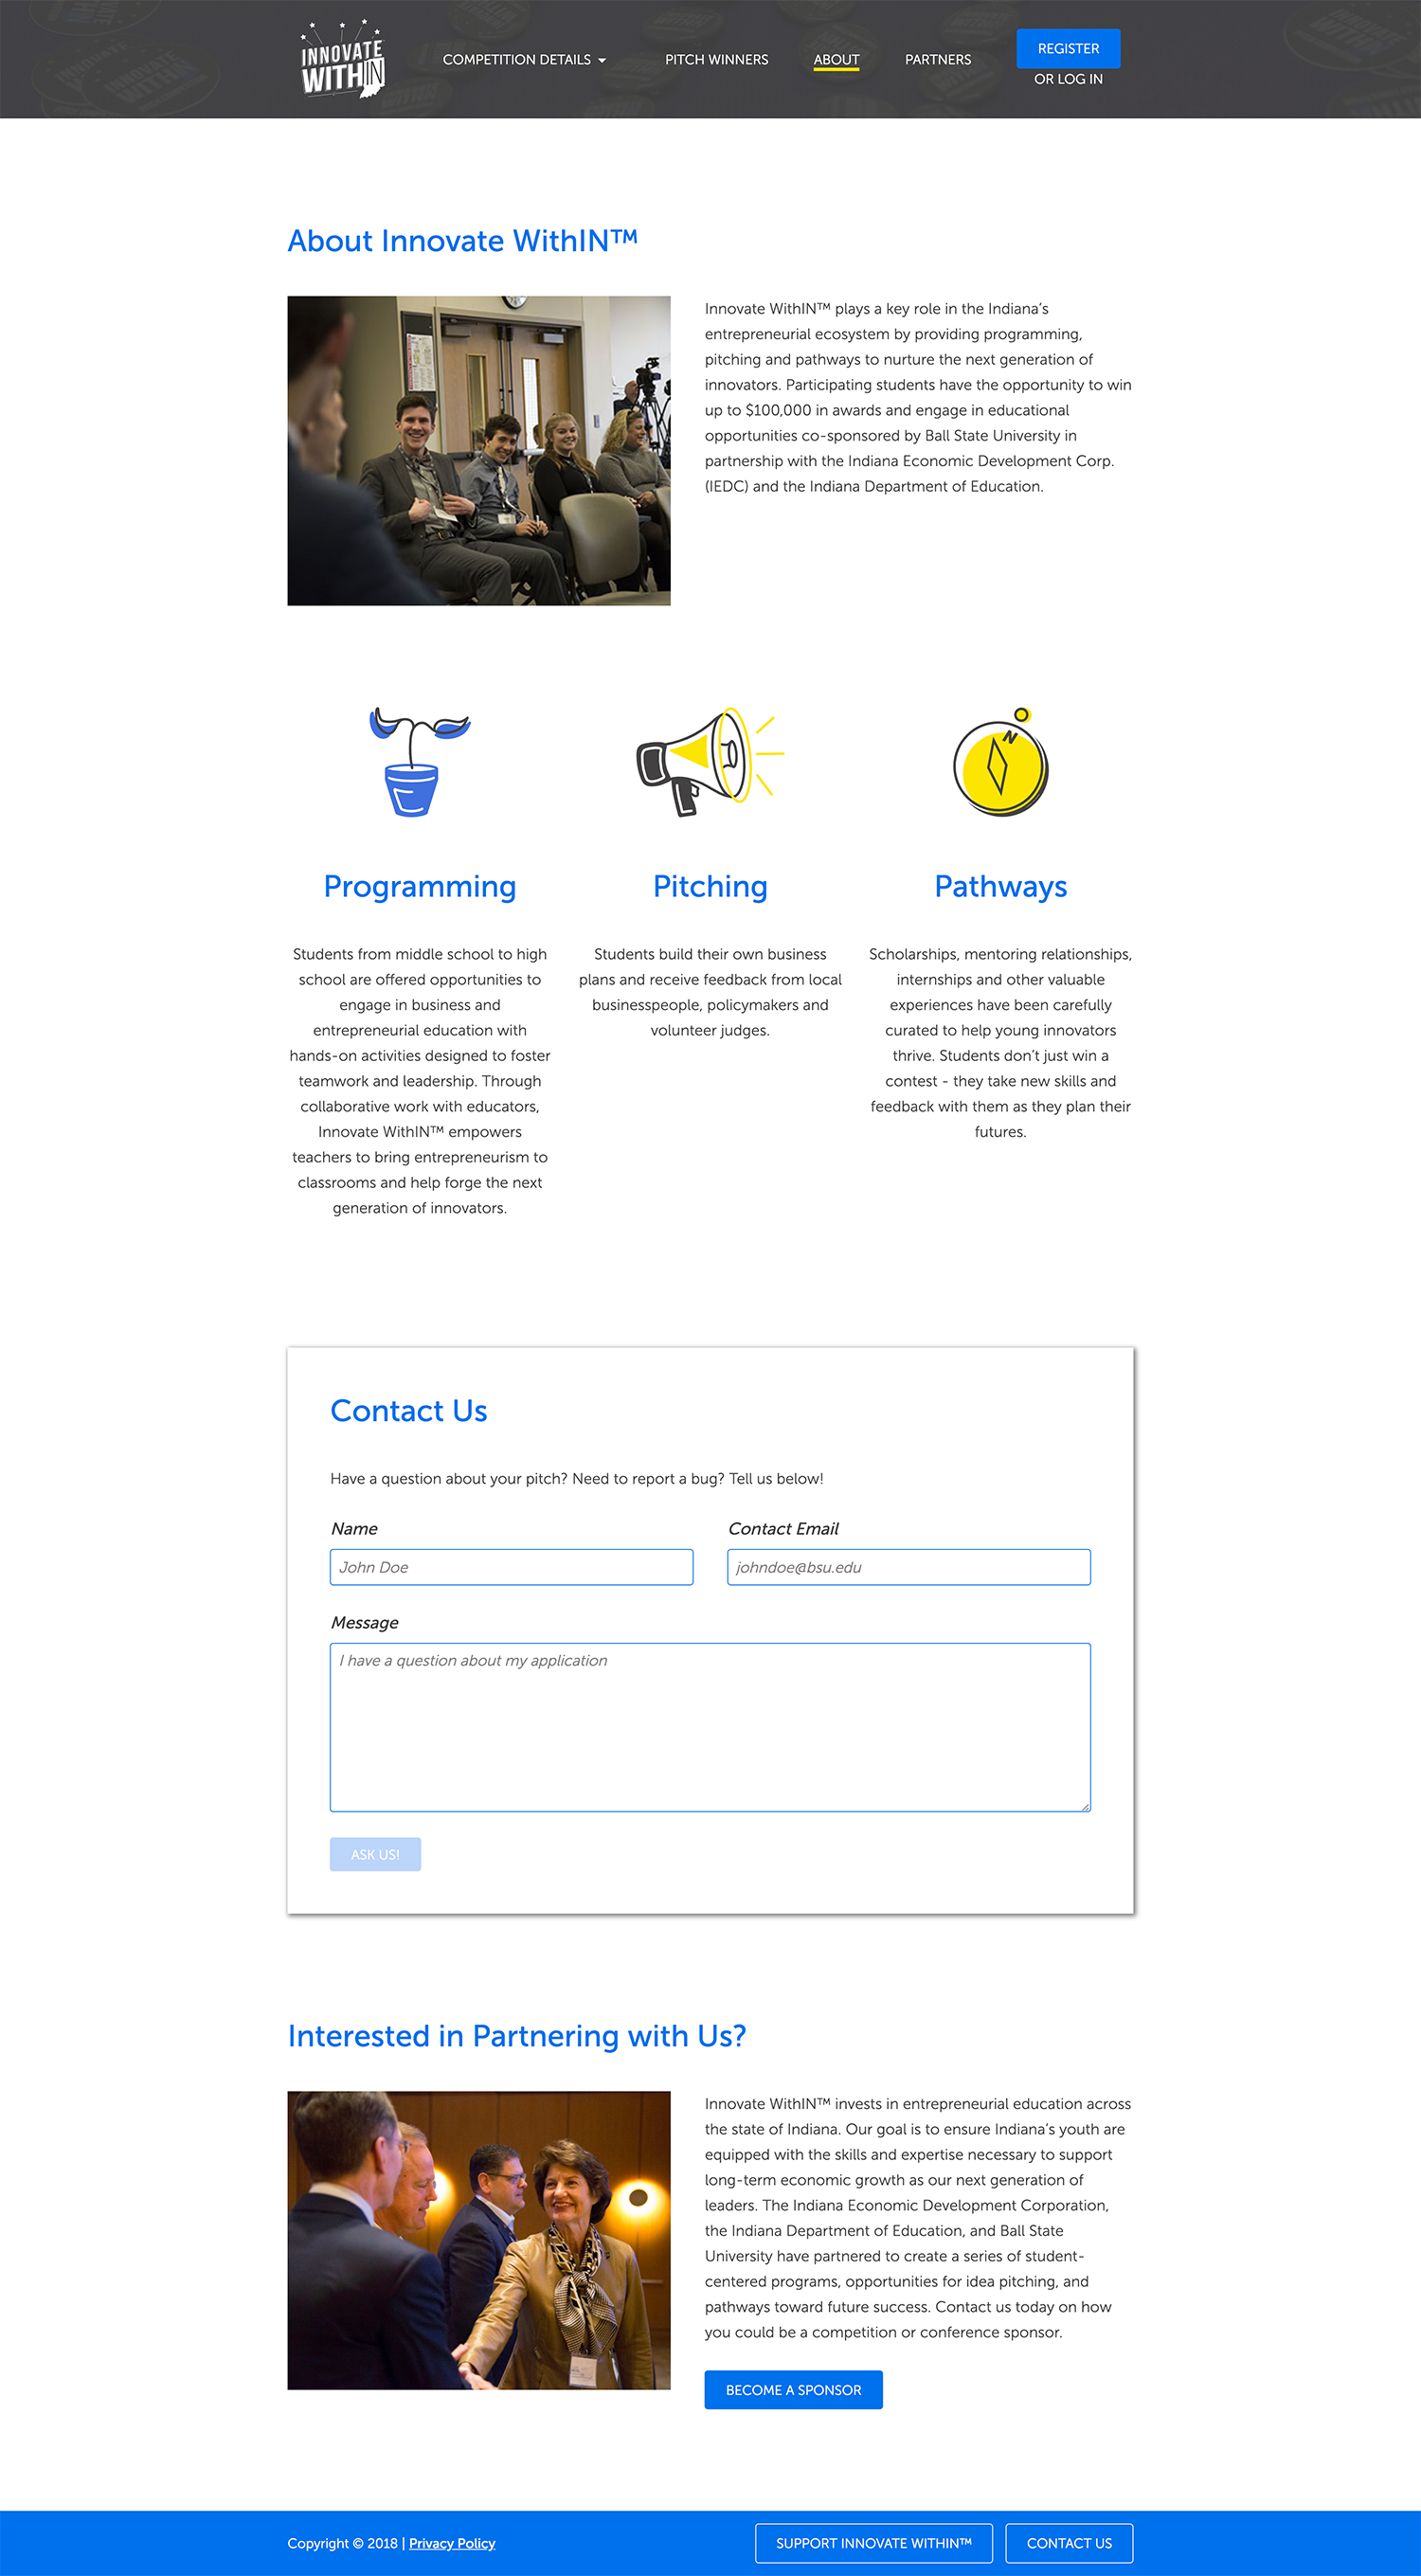 INNOVATE
WITHIN
COMPETITION DETAILS
PITCH WINNERS
ABOUT
PARTNERS
REGISTER
OR LOG IN
About Innovate WithIN™
Innovate WithIN™ plays a key role in the Indiana’s
entrepreneurial ecosystem by providing programming,
pitching and pathways to nurture the next generation of
innovators. Participating students have the opportunity to win
up to $100,000 in awards and engage in educational
opportunities co-sponsored by Ball State University in
partnership with the Indiana Economic Development Corp.
(IEDC) and the Indiana Department of Education.
N
Programming
Students from middle school to high
school are offered opportunities to
engage in business and
entrepreneurial education with
hands-on activities designed to foster
teamwork and leadership. Through
collaborative work with educators,
Innovate WithIN™ empowers
teachers to bring entrepreneurism to
classrooms and help forge the next
generation of innovators.
Pitching
Students build their own business
plans and receive feedback from local
businesspeople, policymakers and
volunteer judges.
Pathways
Scholarships, mentoring relationships,
internships and other valuable
experiences have been carefully
curated to help young innovators
thrive. Students don’t just win a
contest - they take new skills and
feedback with them as they plan their
futures.
Contact Us
Have a question about your pitch? Need to report a bug? Tell us below!
Name
John Doe
Contact Email
johndoe@bsu.edu
Message
I have a question about my application
ASK US!
Interested in Partnering with Us?
Innovate WithIN™ invests in entrepreneurial education across
the state of Indiana. Our goal is to ensure Indiana’s youth are
equipped with the skills and expertise necessary to support
long-term economic growth as our next generation of
leaders. The Indiana Economic Development Corporation,
the Indiana Department of Education, and Ball State
University have partnered to create a series of student-
centered programs, opportunities for idea pitching, and
pathways toward future success. Contact us today on how
you could be a competition or conference sponsor.
BECOME A SPONSOR
Copyright © 2018 | Privacy Policy
SUPPORT INNOVATE WITHIN™
CONTACT US